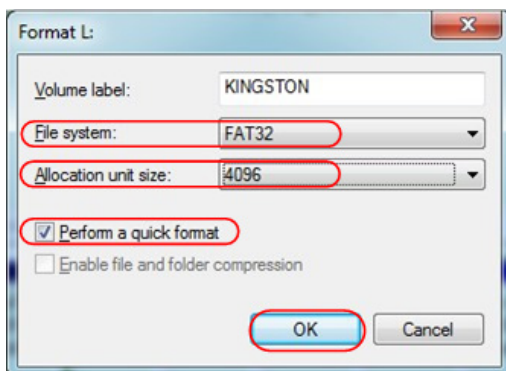 Format L:
Volume label: KINGSTON
File system: FAT32
Allocation unit size: 4096
Perform a quick format
Enable file and folder compression
OK Cancel